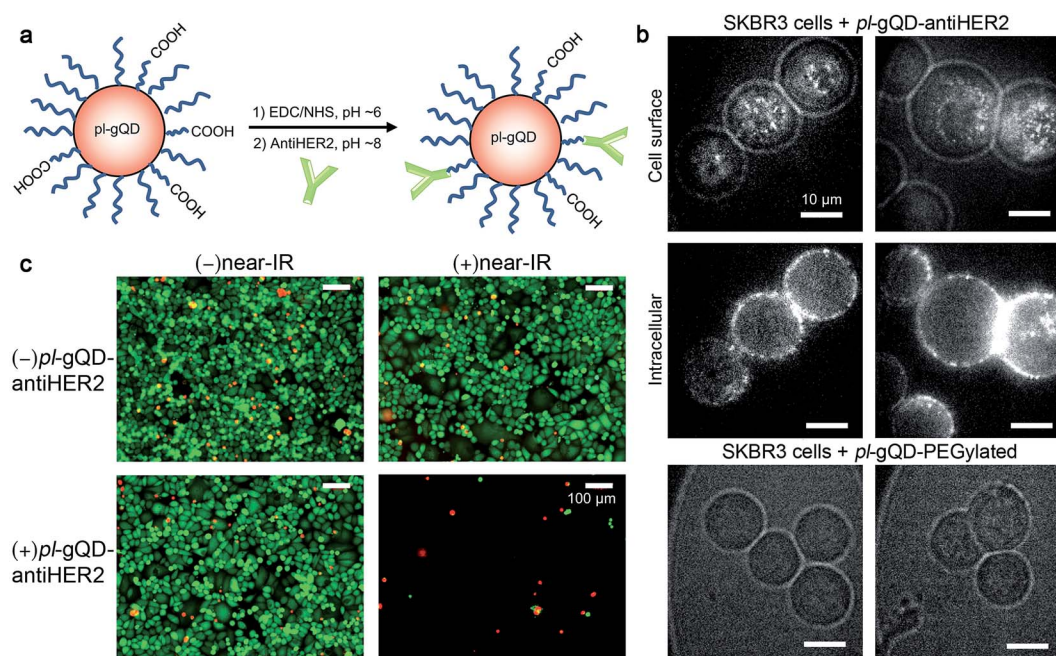 a
COOH
COOH
HOOC
COOH
pl-gQD
1) EDC/NHS, pH ~6
2) AntiHER2, pH ~8
COOH
pl-gQD
COOH
b
SKBR3 cells + pl-gQD-antiHER2
Cell surface
10 µm
Intracellular
SKBR3 cells + pl-gQD-PEGylated
c
(−)near-IR
(+)near-IR
(−)pl-gQD-
antiHER2
(+)pl-gQD-
antiHER2
100 µm